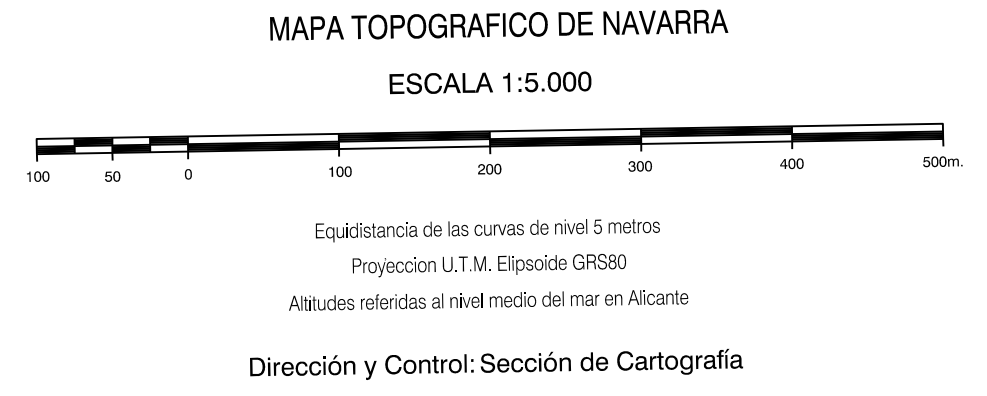 MAPA TOPOGRAFICO DE NAVARRA
ESCALA 1:5.000
100 50 0 100 200 300 400 500m.
Equidistancia de las curvas de nivel 5 metros
Proyeccion U.T.M. Elipsoide GRS80
Altitudes referidas al nivel medio del mar en Alicante
Dirección y Control: Sección de Cartografía